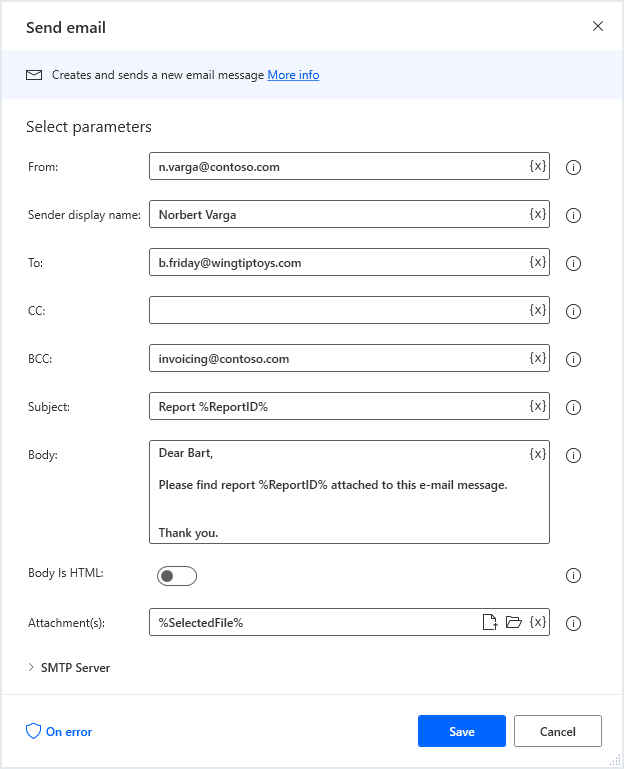 Send email
Creates and sends a new email message More info
Select parameters
From: n.varga@contoso.com {x}
Sender display name: Norbert Varga {x}
To: b.friday@wingtiptoys.com {x}
CC: {x}
BCC: invoicing@contoso.com {x}
Subject: Report %ReportID% {x}
Body: Dear Bart, {x}
Please find report %ReportID% attached to this e-mail message.
Thank you.
Body Is HTML:
Attachment(s): %SelectedFile% {x}
SMTP Server
On error Save Cancel